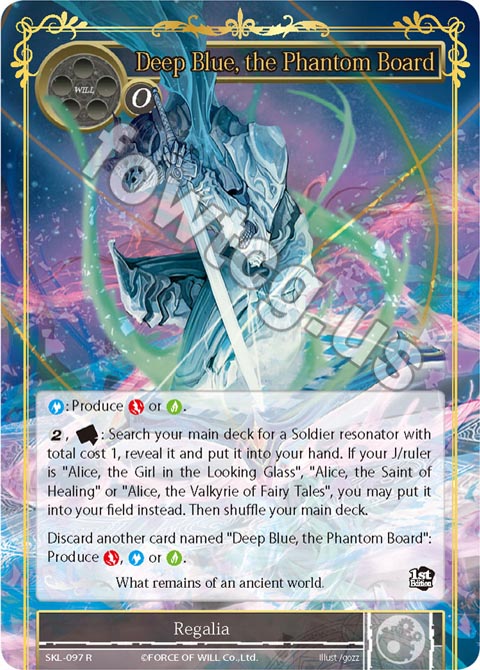 Deep Blue, the Phantom Board
WILL
0
fowtcg.us
: Produce or .
2, : Search your main deck for a Soldier resonator with
total cost 1, reveal it and put it into your hand. If your J/ruler
is "Alice, the Girl in the Looking Glass", "Alice, the Saint of
Healing" or "Alice, the Valkyrie of Fairy Tales", you may put it
into your field instead. Then shuffle your main deck.
Discard another card named "Deep Blue, the Phantom Board":
Produce , or .
What remains of an ancient world.
1st
Edition
Regalia
SKL-097 R ©FORCE OF WILL Co.,Ltd. Illust /gozz